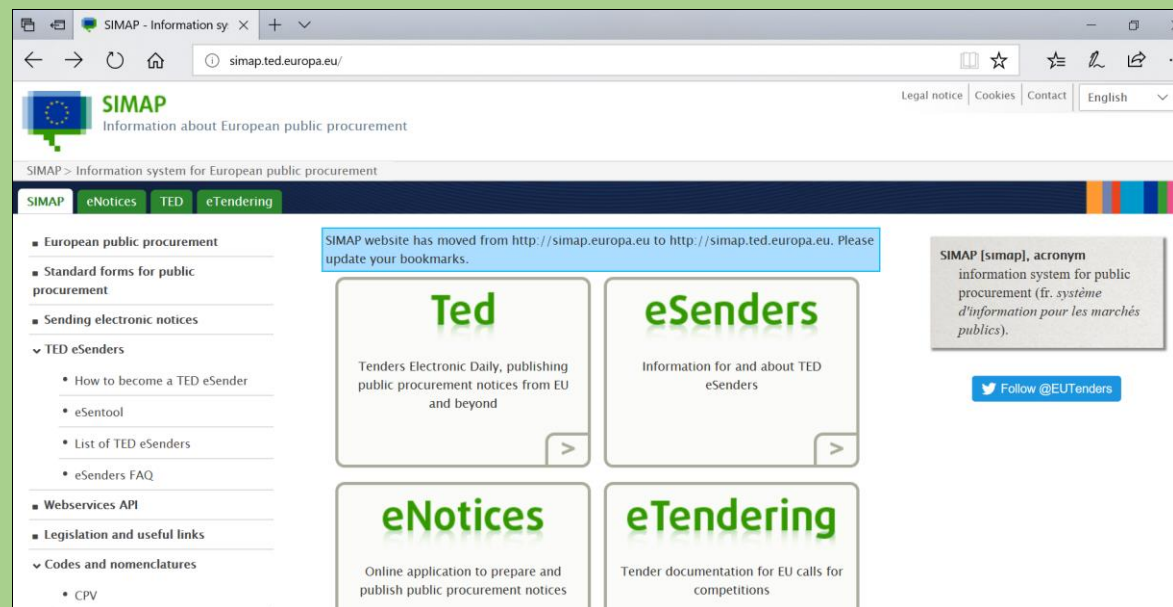 SIMAP - Information sy
simap.ted.europa.eu/
Legal notice
Cookies
Contact
English
SIMAP
Information about European public procurement
SIMAP > Information system for European public procurement
SIMAP
eNotices
TED
eTendering
European public procurement
Standard forms for public
procurement
Sending electronic notices
TED eSenders
How to become a TED eSender
eSentool
List of TED eSenders
eSenders FAQ
Webservices API
Legislation and useful links
Codes and nomenclatures
CPV
SIMAP website has moved from http://simap.europa.eu to http://simap.ted.europa.eu. Please
update your bookmarks.
Ted
Tenders Electronic Daily, publishing
public procurement notices from EU
and beyond
>
eSenders
Information for and about TED
eSenders
>
eNotices
Online application to prepare and
publish public procurement notices
eTendering
Tender documentation for EU calls for
competitions
SIMAP [sımap], acronym
information system for public
procurement (fr. système
d'information pour les marchés
publics).
Follow @EUTenders